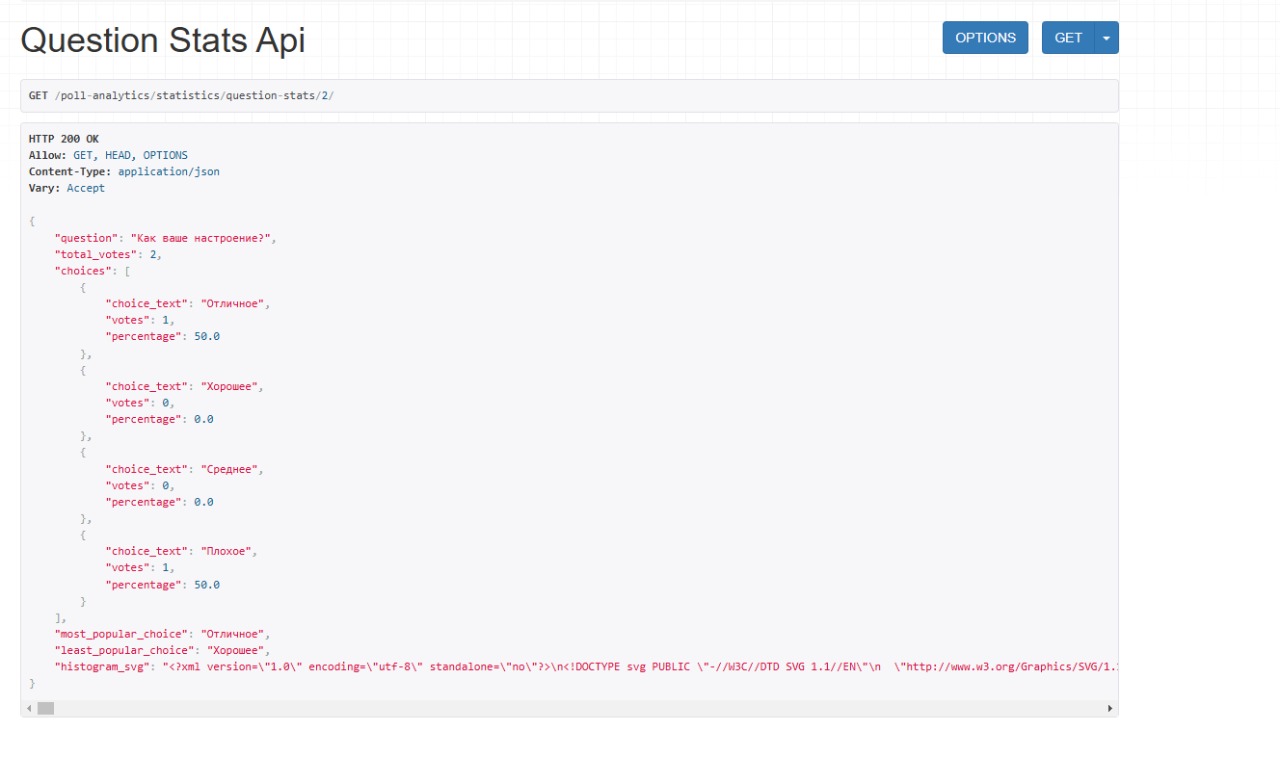 Question Stats Api
OPTIONS
GET
GET /poll-analytics/statistics/question-stats/2/
HTTP 200 OK
Allow: GET, HEAD, OPTIONS
Content-Type: application/json
Vary: Accept
{
"question": "Как ваше настроение?",
"total_votes": 2,
"choices": [
{
"choice_text": "Отличное",
"votes": 1,
"percentage": 50.0
},
{
"choice_text": "Хорошее",
"votes": 0,
"percentage": 0.0
},
{
"choice_text": "Среднее",
"votes": 0,
"percentage": 0.0
},
{
"choice_text": "Плохое",
"votes": 1,
"percentage": 50.0
}
],
"most_popular_choice": "Отличное",
"least_popular_choice": "Хорошее",
"histogram_svg": "<?xml version=\"1.0\" encoding=\"utf-8\" standalone=\"no\"?>\n<!DOCTYPE svg PUBLIC \"-//W3C//DTD SVG 1.1//EN\"\n  \"http://www.w3.org/Graphics/SVG/1.
}